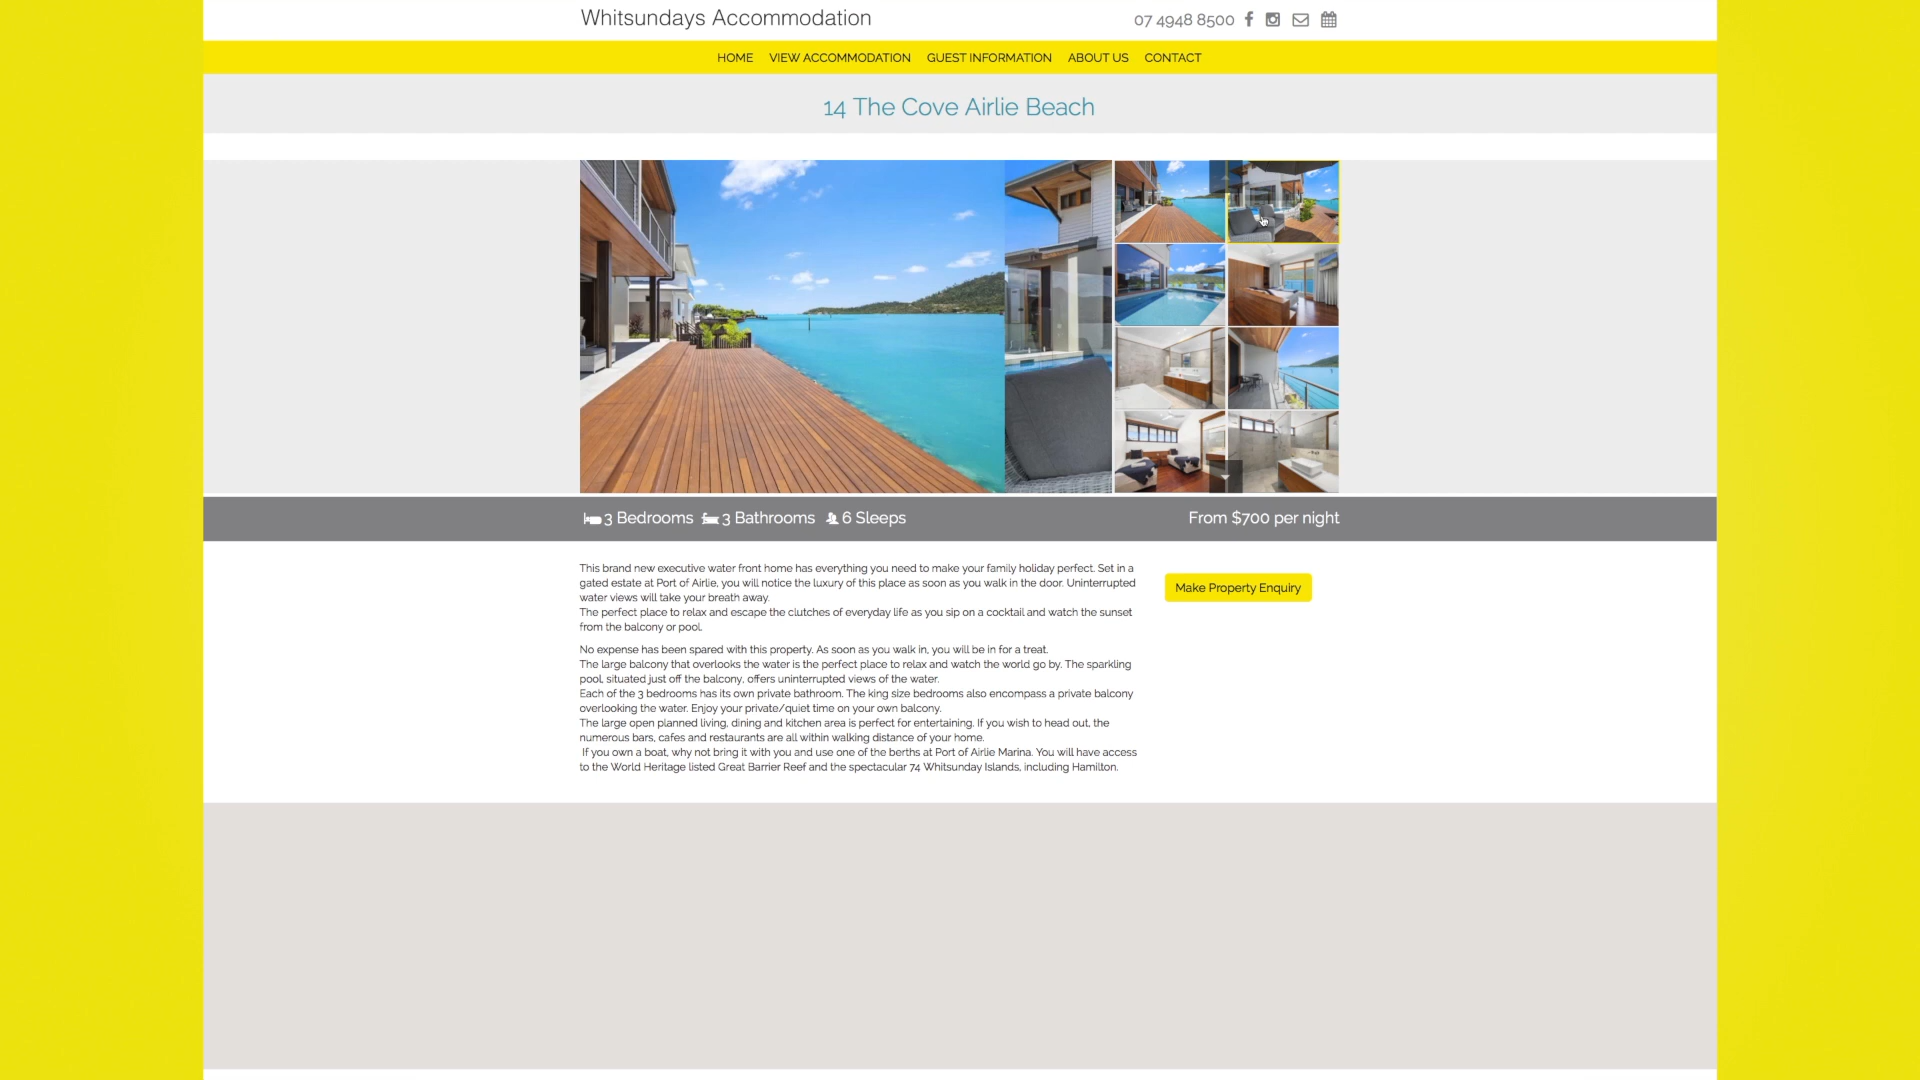 Whitsundays Accommodation
07 4948 8500
HOME VIEW ACCOMMODATION GUEST INFORMATION ABOUT US CONTACT
14 The Cove Airlie Beach
3 Bedrooms 3 Bathrooms 6 Sleeps
From $700 per night
This brand new executive water front home has everything you need to make your family holiday perfect. Set in a
gated estate at Port of Airlie, you will notice the luxury of this place as soon as you walk in the door. Uninterrupted
water views will take your breath away.
The perfect place to relax and escape the clutches of everyday life as you sip on a cocktail and watch the sunset
from the balcony or pool.
Make Property Enquiry
No expense has been spared with this property. As soon as you walk in, you will be in for a treat.
The large balcony that overlooks the water is the perfect place to relax and watch the world go by. The sparkling
pool, situated just off the balcony, offers uninterrupted views of the water.
Each of the 3 bedrooms has its own private bathroom. The king size bedrooms also encompass a private balcony
overlooking the water. Enjoy your private/quiet time on your own balcony.
The large open planned living, dining and kitchen area is perfect for entertaining. If you wish to head out, the
numerous bars, cafes and restaurants are all within walking distance of your home.
If you own a boat, why not bring it with you and use one of the berths at Port of Airlie Marina. You will have access
to the World Heritage listed Great Barrier Reef and the spectacular 74 Whitsunday Islands, including Hamilton.